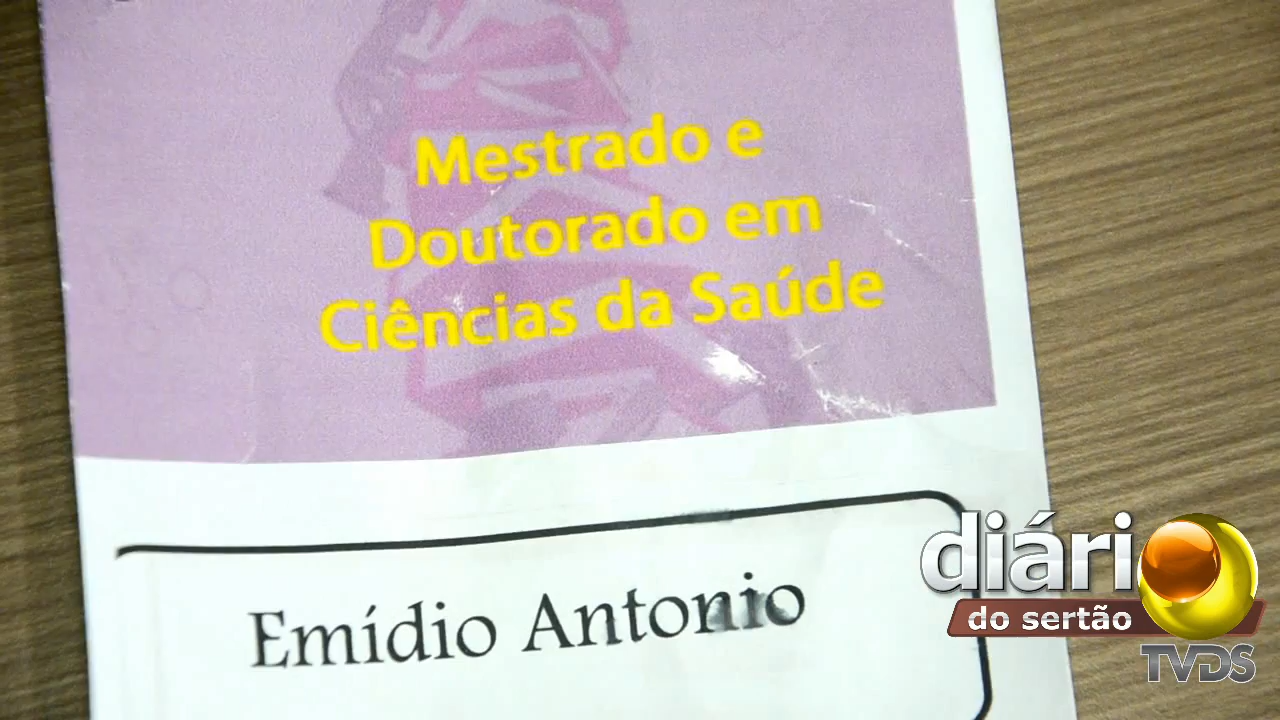 Mestrado e
Doutorado em
Ciências da Saúde
Emídio Antonio
diário
do sertão
TVDS